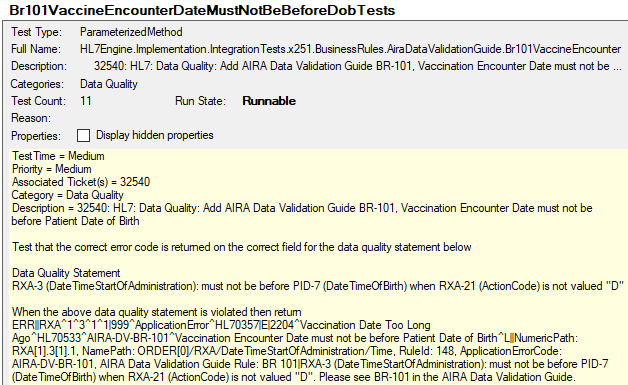 Br101VaccineEncounterDateMustNotBeBeforeDobTests
Test Type: ParameterizedMethod
Full Name: HL7Engine.Implementation.IntegrationTests.x251.BusinessRules.AiraDataValidationGuide.Br101VaccineEncounter
Description: 32540: HL7: Data Quality: Add AIRA Data Validation Guide BR-101, Vaccination Encounter Date must not be ...
Categories: Data Quality
Test Count: 11 Run State: Runnable
Reason:
Properties: Display hidden properties
TestTime = Medium
Priority = Medium
Associated Ticket(s) = 32540
Category = Data Quality
Description = 32540: HL7: Data Quality: Add AIRA Data Validation Guide BR-101, Vaccination Encounter Date must not be
before Patient Date of Birth
Test that the correct error code is returned on the correct field for the data quality statement below
Data Quality Statement
RXA-3 (DateTimeStartOfAdministration): must not be before PID-7 (DateTimeOfBirth) when RXA-21 (ActionCode) is not valued "D"
When the above data quality statement is violated then return
ERR||RXA^1^3^1^1|999^ApplicationError^HL70357|E|2204^Vaccination Date Too Long
Ago^HL70533^AIRA-DV-BR-101^Vaccination Encounter Date must not be before Patient Date of Birth^L||NumericPath:
RXA[1].3[1].1, NamePath: ORDER[0]/RXA/DateTimeStartOfAdministration/Time, RuleId: 148, ApplicationErrorCode:
AIRA-DV-BR-101, AIRA Data Validation Guide Rule: BR 101|RXA-3 (DateTimeStartOfAdministration): must not be before PID-7
(DateTimeOfBirth) when RXA-21 (ActionCode) is not valued "D". Please see BR-101 in the AIRA Data Validation Guide.